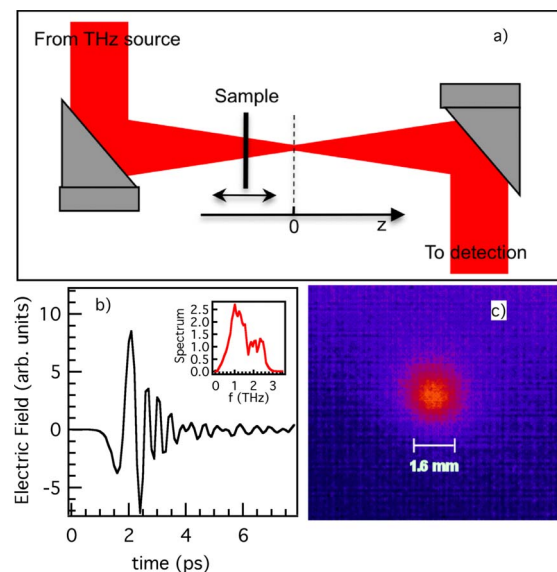 From THz source
a)
Sample
0
z
To detection
b)
Electric Field (arb. units)
10
5
0
-5
0
2
4
6
time (ps)
Spectrum
2.5
2.0
1.5
1.0
0.5
0.0
0
1
2
3
f (THz)
c)
1.6 mm